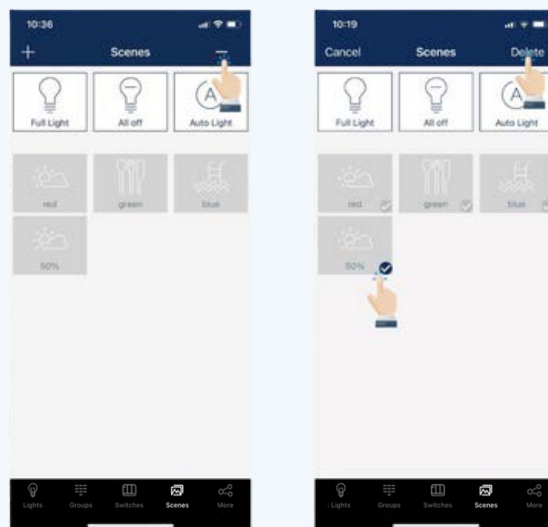 10:36
Scenes
Full Light
All off
Auto Light
red
green
blue
50%
Lights
Groups
Switches
Scenes
More
10:19
Cancel
Scenes
Delete
Full Light
All off
Auto Light
red
green
blue
50%
Lights
Groups
Switches
Scenes
More